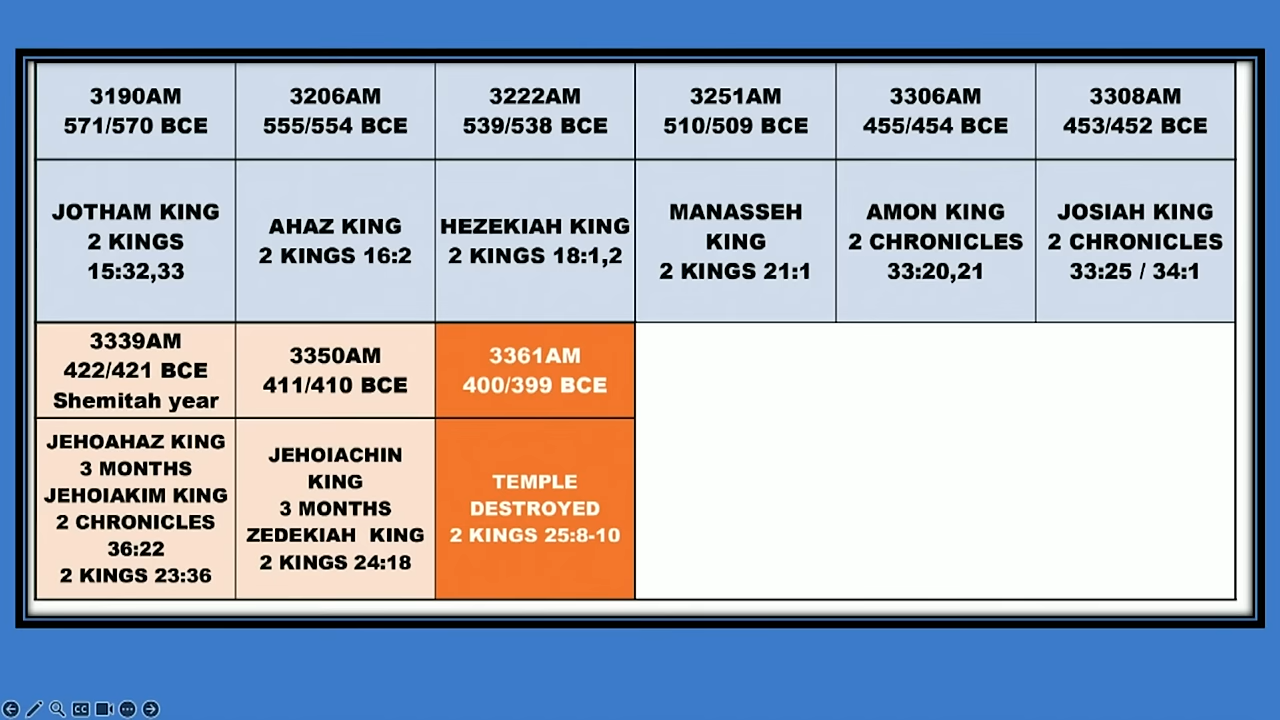 3190AM
571/570 BCE
3206AM
555/554 BCE
3222AM
539/538 BCE
3251AM
510/509 BCE
3306AM
455/454 BCE
3308AM
453/452 BCE
JOTHAM KING
2 KINGS
15:32,33
AHAZ KING
2 KINGS 16:2
HEZEKIAH KING
2 KINGS 18:1,2
MANASSEH
KING
2 KINGS 21:1
AMON KING
2 CHRONICLES
33:20,21
JOSIAH KING
2 CHRONICLES
33:25 / 34:1
3339AM
422/421 BCE
Shemitah year
3350AM
411/410 BCE
3361AM
400/399 BCE
JEHOAHAZ KING
3 MONTHS
JEHOIAKIM KING
2 CHRONICLES
36:22
2 KINGS 23:36
JEHOIACHIN
KING
3 MONTHS
ZEDEKIAH KING
2 KINGS 24:18
TEMPLE
DESTROYED
2 KINGS 25:8-10
CC